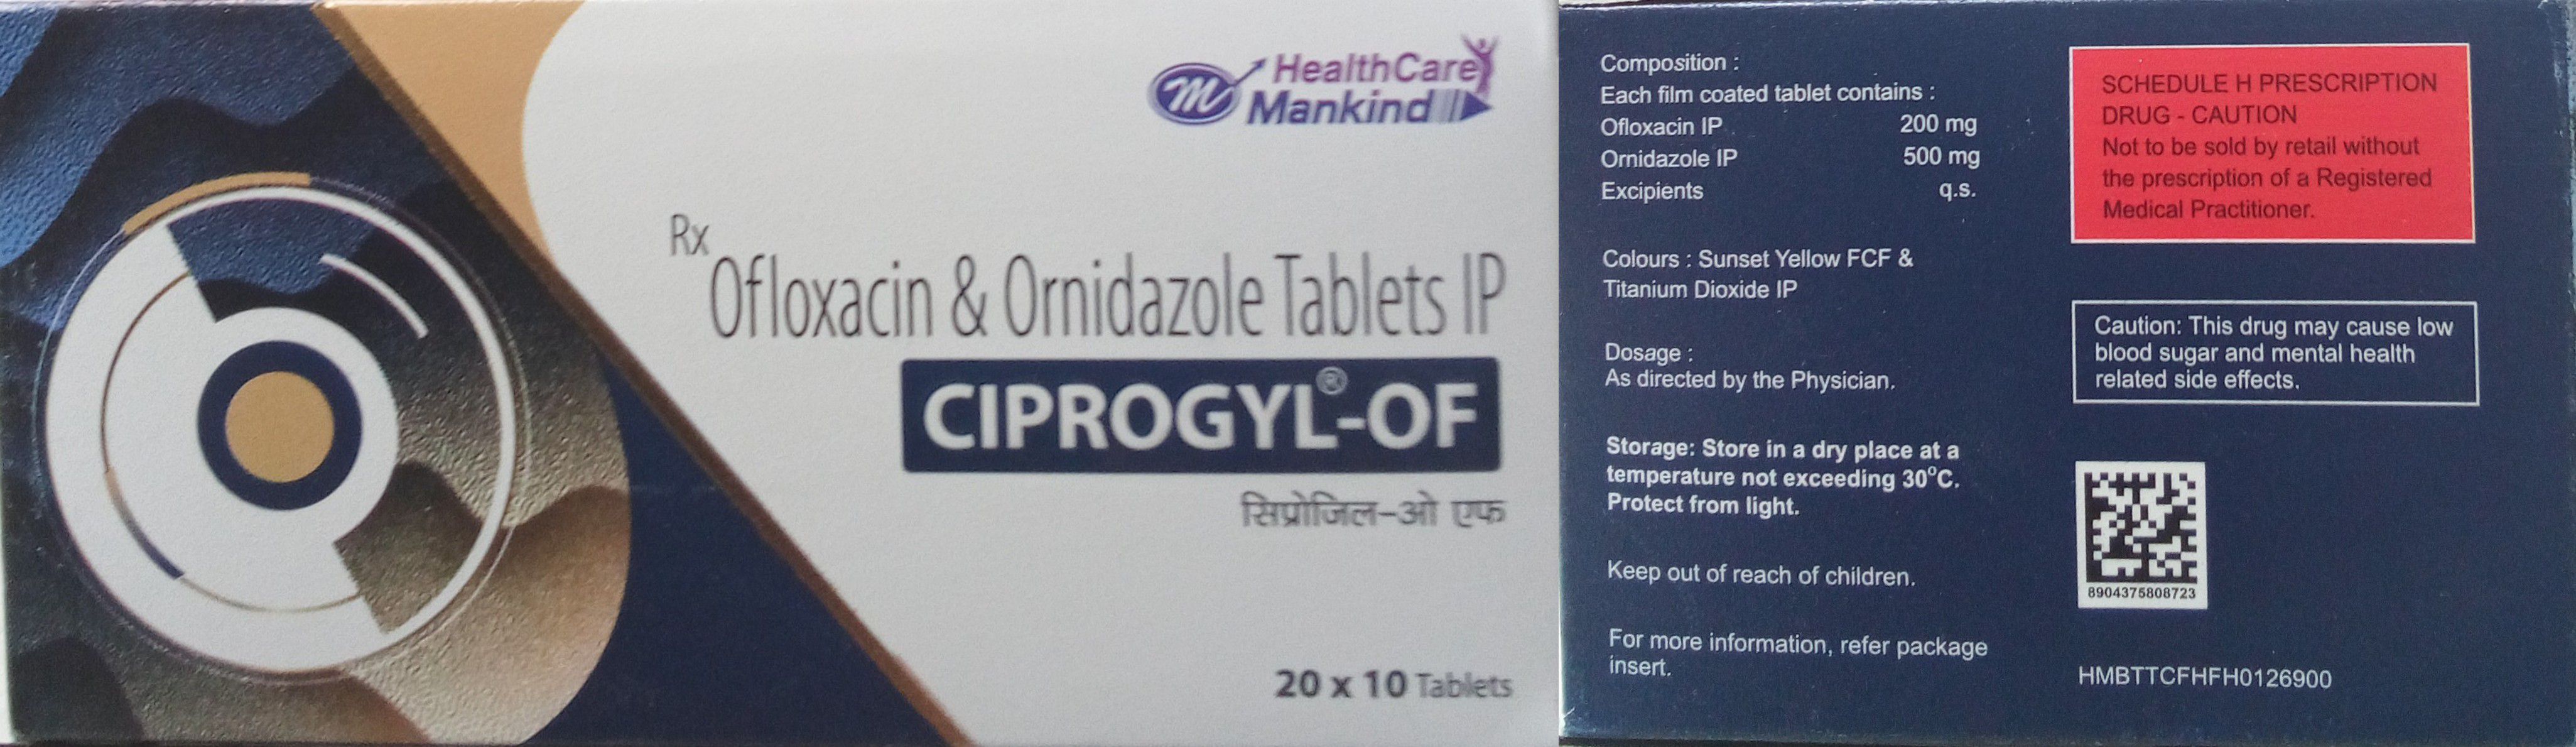 m HealthCare
Mankind
Rx
Ofloxacin & Ornidazole Tablets IP
CIPROGYL®-OF
सिप्रोजिल-ओ एफ
20 x 10 Tablets
Composition :
Each film coated tablet contains :
Ofloxacin IP 200 mg
Ornidazole IP 500 mg
Excipients q.s.
Colours : Sunset Yellow FCF &
Titanium Dioxide IP
Dosage :
As directed by the Physician.
Storage: Store in a dry place at a
temperature not exceeding 30°C.
Protect from light.
Keep out of reach of children.
For more information, refer package
insert.
SCHEDULE H PRESCRIPTION
DRUG - CAUTION
Not to be sold by retail without
the prescription of a Registered
Medical Practitioner.
Caution: This drug may cause low
blood sugar and mental health
related side effects.
8904375808723
HMBTTCFHFH0126900